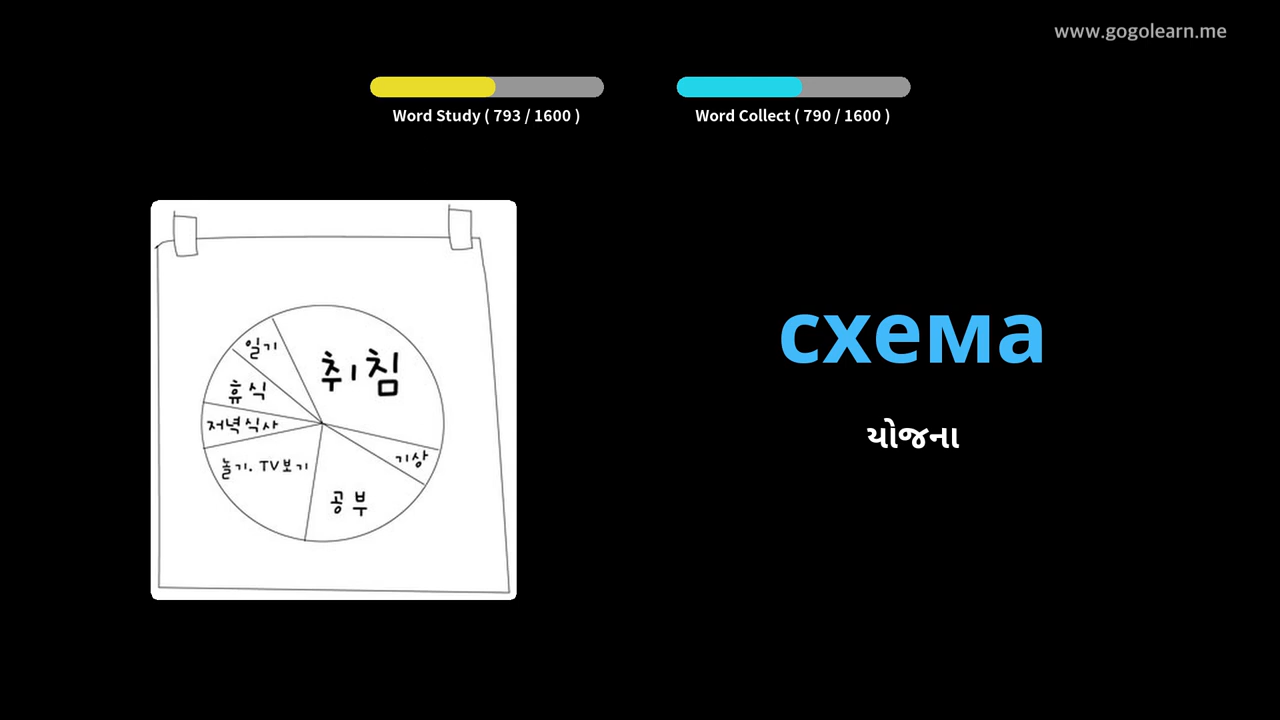 www.gogolearn.me
Word Study ( 793 / 1600 )
Word Collect ( 790 / 1600 )
일기
취침
휴식
저녁식사
놀기. TV보기
기상
공부
схема
યોજના